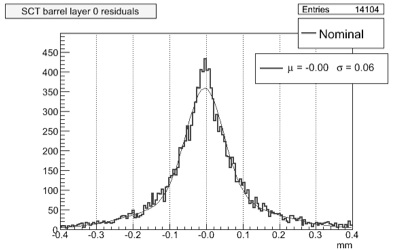 SCT barrel layer 0 residuals
Entries 14104
Nominal
μ = -0.00 σ = 0.06
450
400
350
300
250
200
150
100
50
0
-0.4 -0.3 -0.2 -0.1 -0.0 0.1 0.2 0.3 0.4
mm